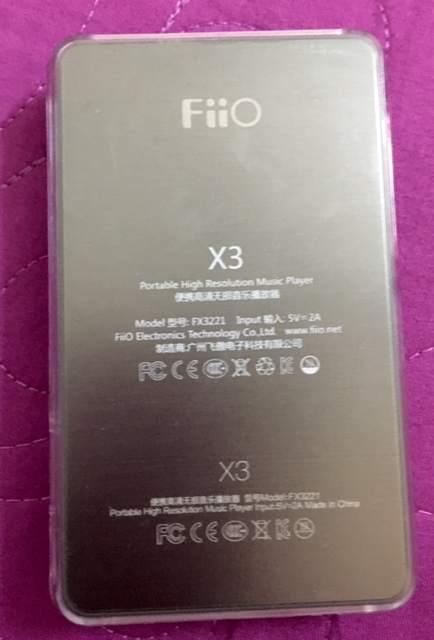 FiiO
X3
Portable High Resolution Music Player
便携高清无损音乐播放器
Model 型号: FX3221 Input 输入: 5V⎓2A
FiiO Electronics Technology Co.,Ltd. www.fiio.net
制造商:广州飞傲电子科技有限公司
FC CE
X3
便携高清无损音乐播放器 型号Model:FX3221
Portable High Resolution Music Player Input:5V⎓2A Made in China
FC CE